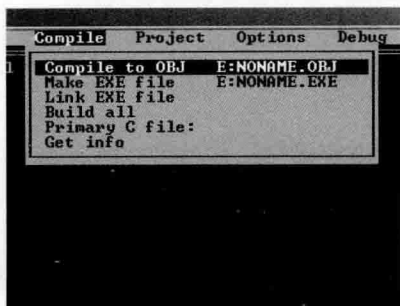 Compile Project Options Debug
1
Compile to OBJ E:NONAME.OBJ
Make EXE file E:NONAME.EXE
Link EXE file
Build all
Primary C file:
Get info